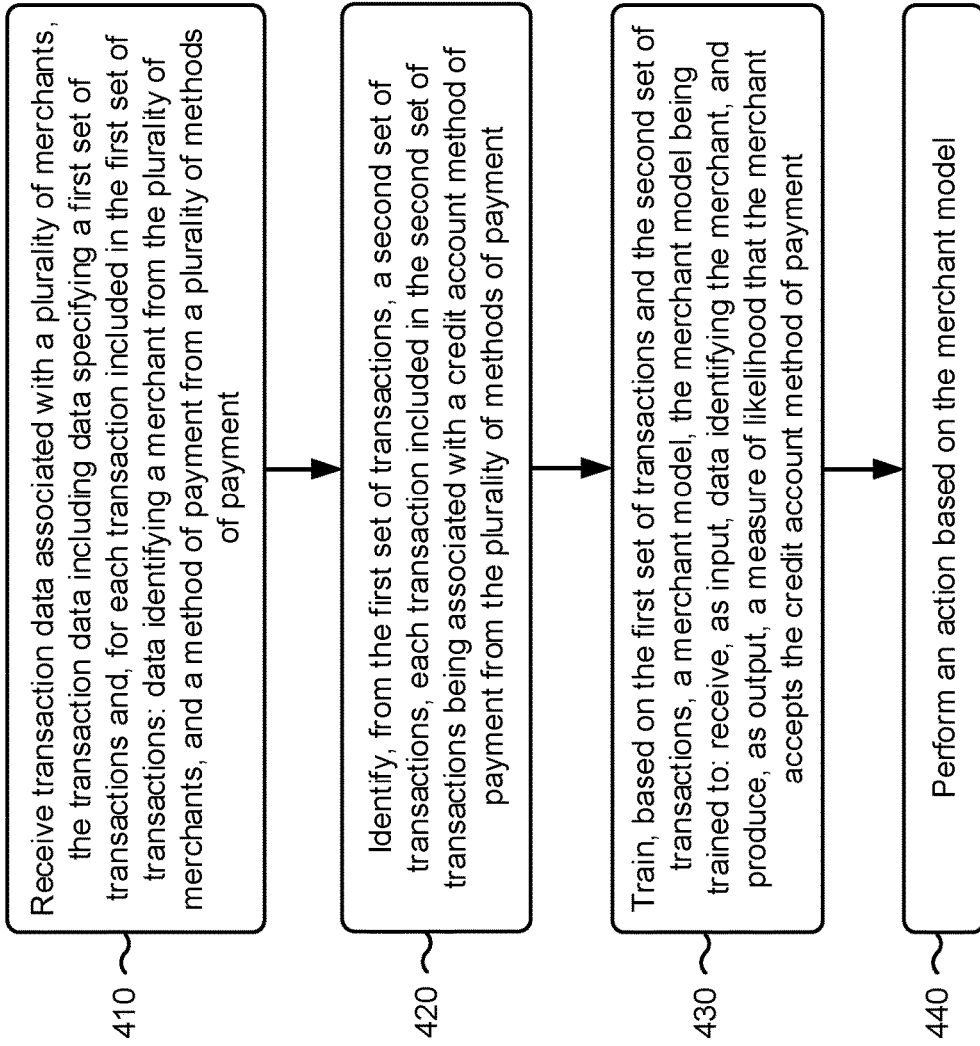 410
Receive transaction data associated with a plurality of merchants,
the transaction data including data specifying a first set of
transactions and, for each transaction included in the first set of
transactions: data identifying a merchant from the plurality of
merchants, and a method of payment from a plurality of methods
of payment
420
Identify, from the first set of transactions, a second set of
transactions, each transaction included in the second set of
transactions being associated with a credit account method of
payment from the plurality of methods of payment
430
Train, based on the first set of transactions and the second set of
transactions, a merchant model, the merchant model being
trained to: receive, as input, data identifying the merchant, and
produce, as output, a measure of likelihood that the merchant
accepts the credit account method of payment
440
Perform an action based on the merchant model